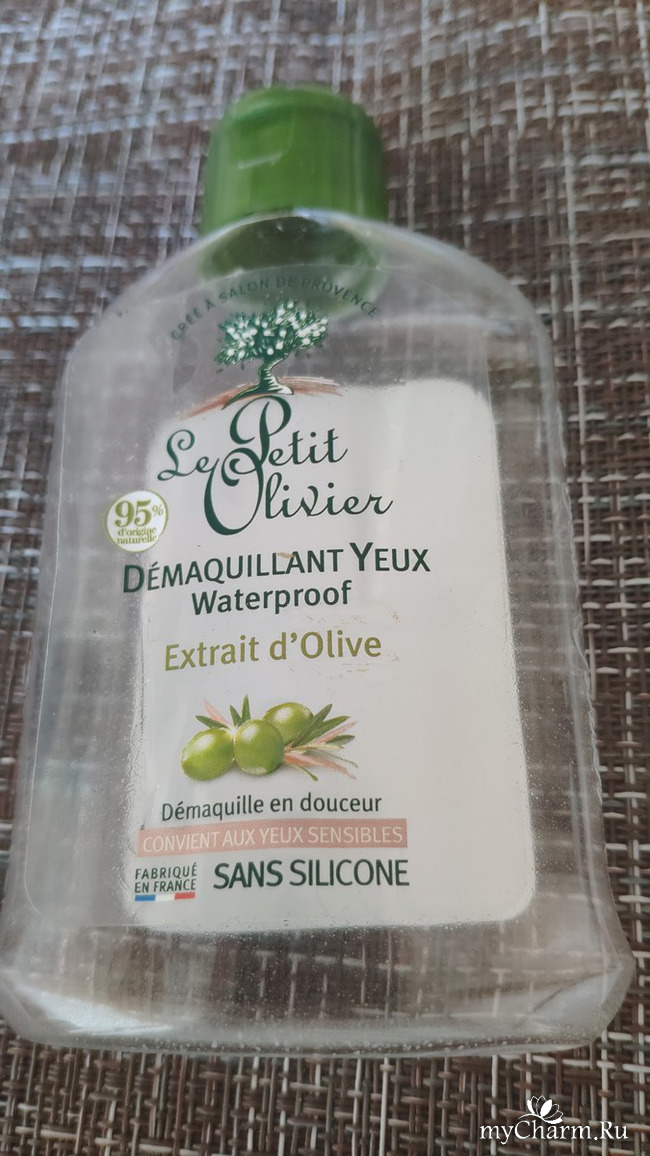 CRÉÉ À SALON DE PROVENCE
Le Petit
Olivier
95%
d'origine
naturelle
DÉMAQUILLANT YEUX
Waterproof
Extrait d'Olive
Démaquille en douceur
CONVIENT AUX YEUX SENSIBLES
FABRIQUÉ
EN FRANCE
SANS SILICONE
myCharm.Ru